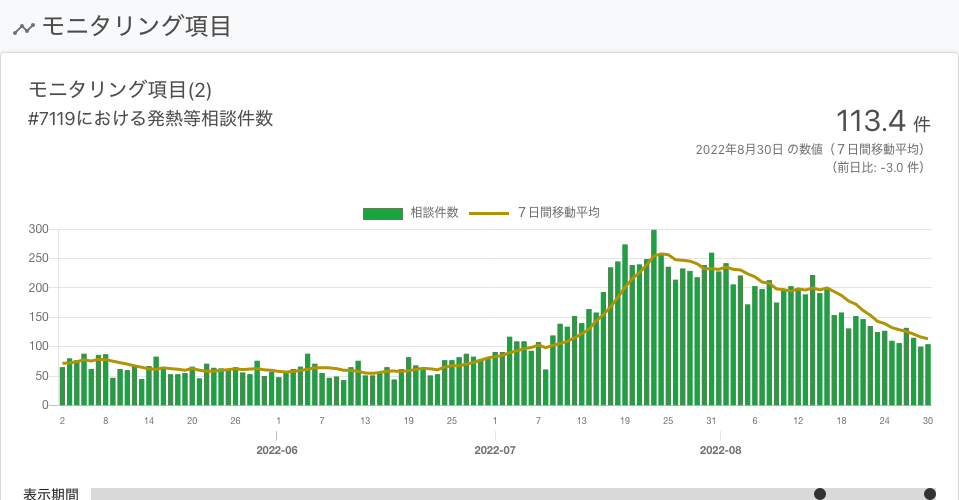 モニタリング項目
モニタリング項目(2)
#7119における発熱等相談件数
113.4 件
2022年8月30日 の数値（７日間移動平均）
（前日比: -3.0 件）
相談件数 ７日間移動平均
300
250
200
150
100
50
0
2 8 14 20 26 1 7 13 19 25 1 7 13 19 25 31 6 12 18 24 30
2022-06 2022-07 2022-08
表示期間